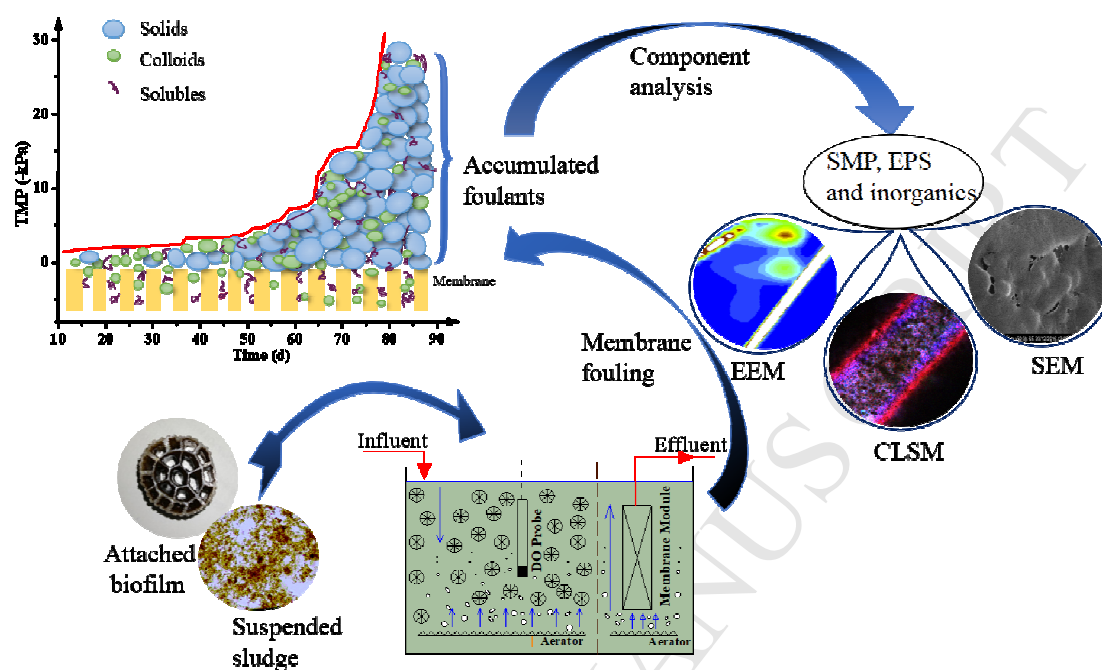 30
20
10
0
TMP (-kPa)
10
20
30
40
50
60
70
80
90
Time (d)
Solids
Colloids
Solubles
Accumulated
foulants
Membrane
Component
analysis
SMP, EPS
and inorganics
EEM
CLSM
SEM
Membrane
fouling
Attached
biofilm
Suspended
sludge
Influent
Effluent
DO Probe
Membrane Module
Aerator
Aerator
MANUSCRIPT